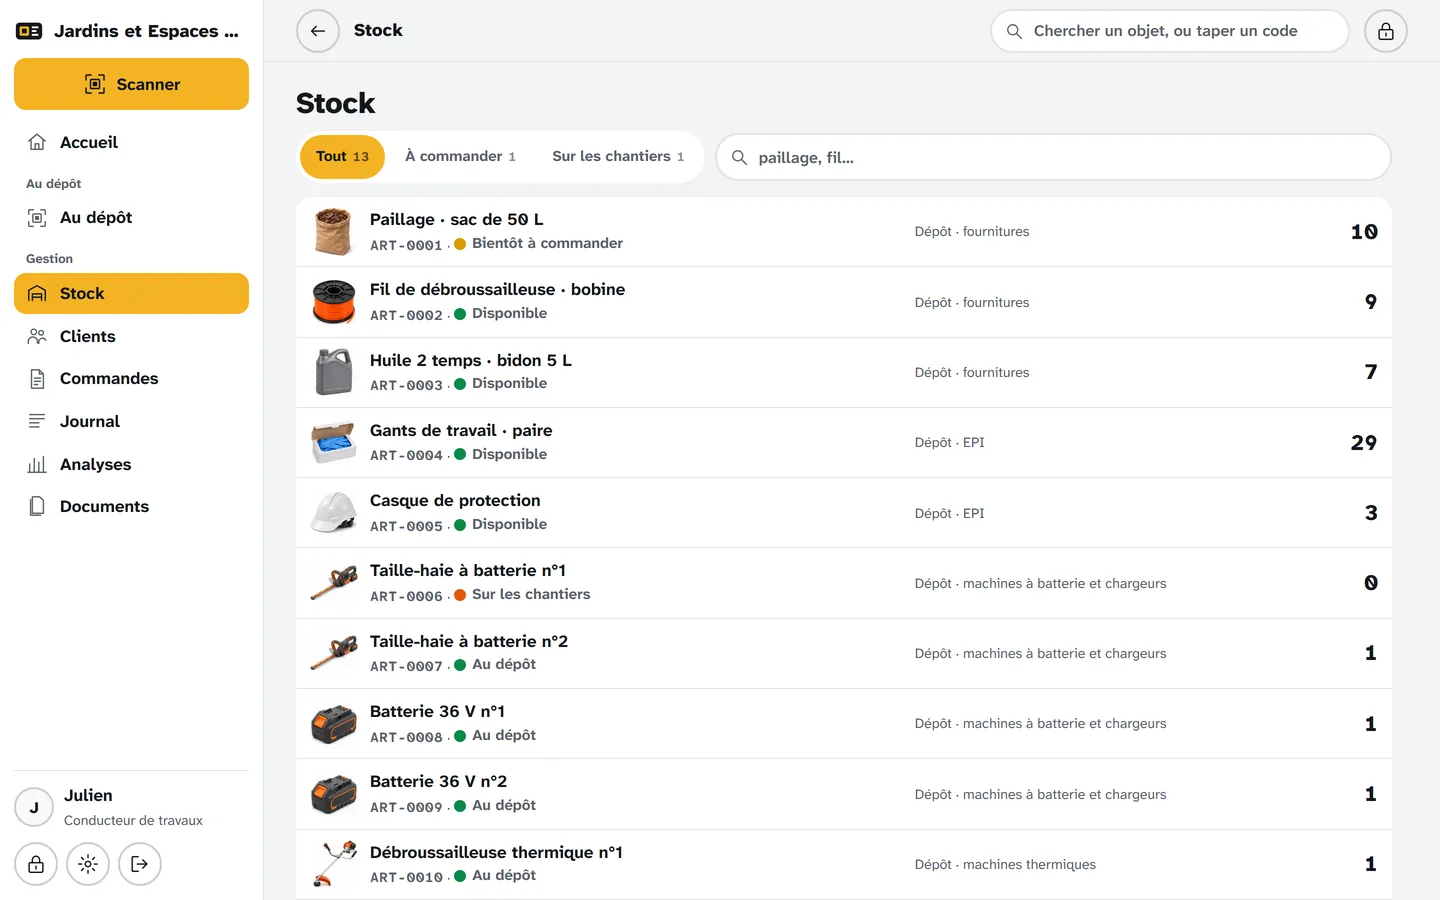 Jardins et Espaces ...
Scanner
Accueil
Au dépôt
Au dépôt
Gestion
Stock
Clients
Commandes
Journal
Analyses
Documents
J
Julien
Conducteur de travaux
Stock
Chercher un objet, ou taper un code
Stock
Tout 13
À commander 1
Sur les chantiers 1
paillage, fil...
Paillage · sac de 50 L
ART-0001 · Bientôt à commander
Dépôt · fournitures
10
Fil de débroussailleuse · bobine
ART-0002 · Disponible
Dépôt · fournitures
9
Huile 2 temps · bidon 5 L
ART-0003 · Disponible
Dépôt · fournitures
7
Gants de travail · paire
ART-0004 · Disponible
Dépôt · EPI
29
Casque de protection
ART-0005 · Disponible
Dépôt · EPI
3
Taille-haie à batterie n°1
ART-0006 · Sur les chantiers
Dépôt · machines à batterie et chargeurs
0
Taille-haie à batterie n°2
ART-0007 · Au dépôt
Dépôt · machines à batterie et chargeurs
1
Batterie 36 V n°1
ART-0008 · Au dépôt
Dépôt · machines à batterie et chargeurs
1
Batterie 36 V n°2
ART-0009 · Au dépôt
Dépôt · machines à batterie et chargeurs
1
Débroussailleuse thermique n°1
ART-0010 · Au dépôt
Dépôt · machines thermiques
1